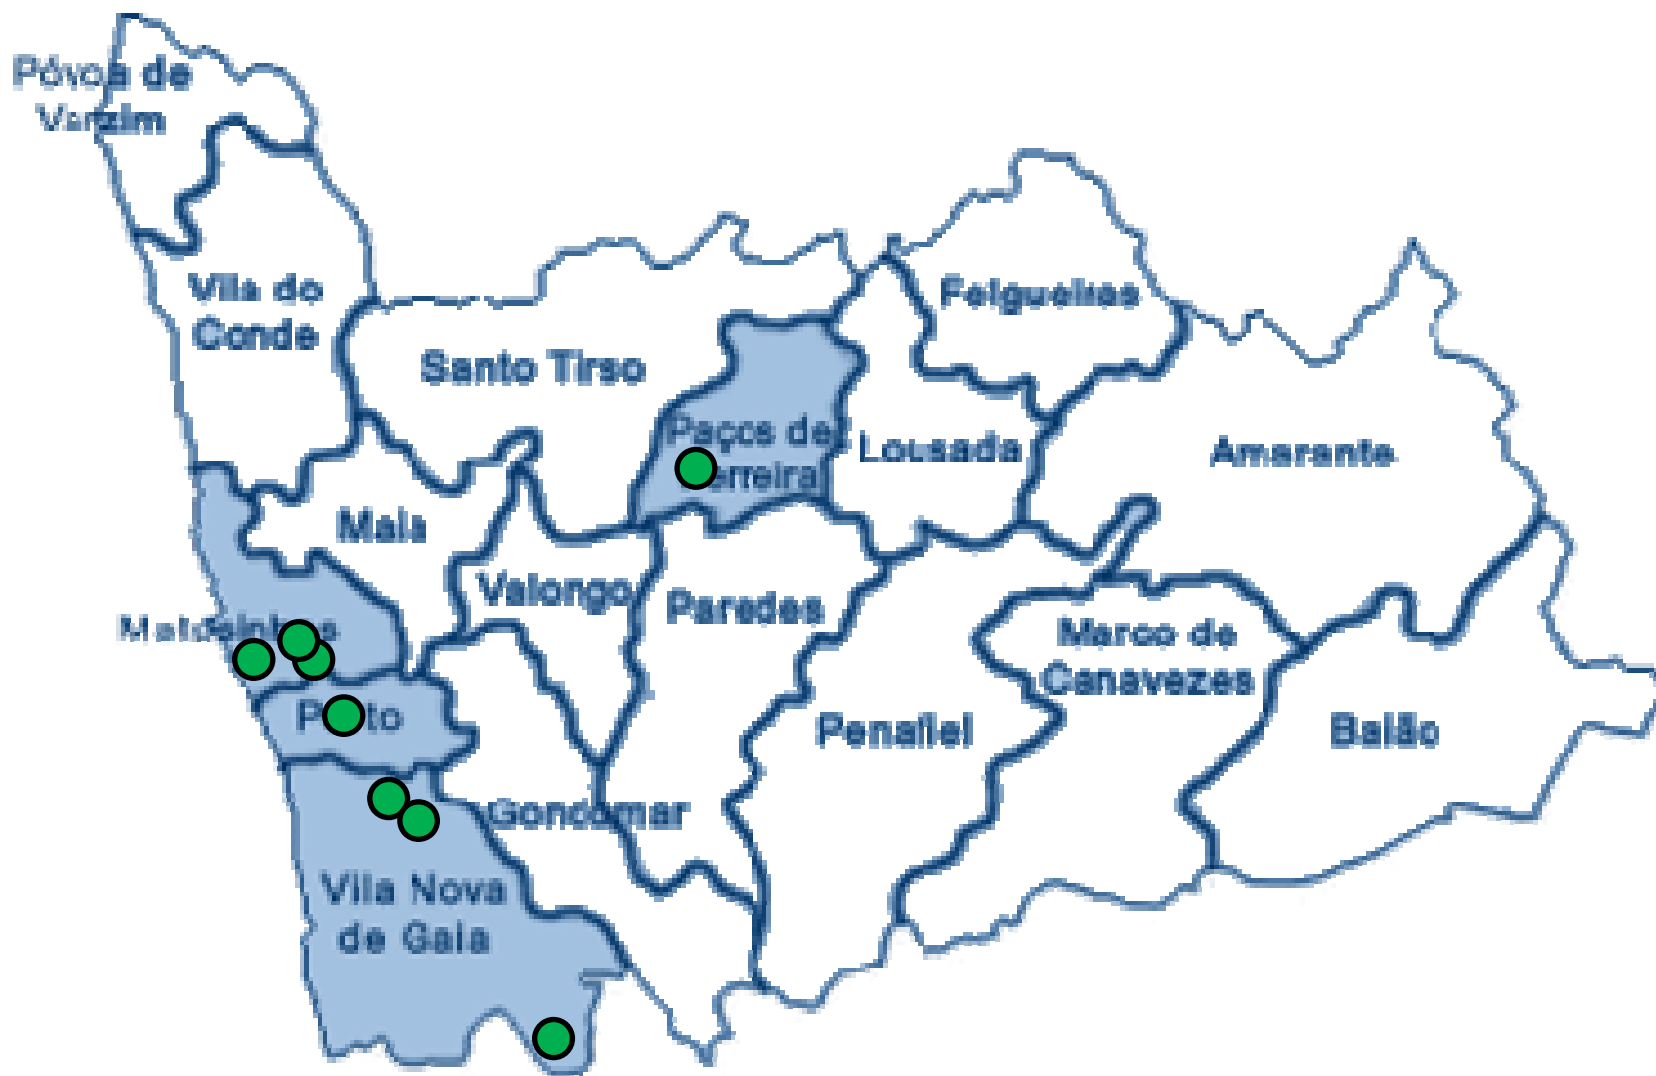 Póvoa de
Varzim
Vila do
Conde
Santo Tirso
Felgueiras
Paços de
Ferreira
Lousada
Amarante
Maia
Valongo
Paredes
Matosinhos
Marco de
Canavezes
Porto
Penafiel
Baião
Gondomar
Vila Nova
de Gaia